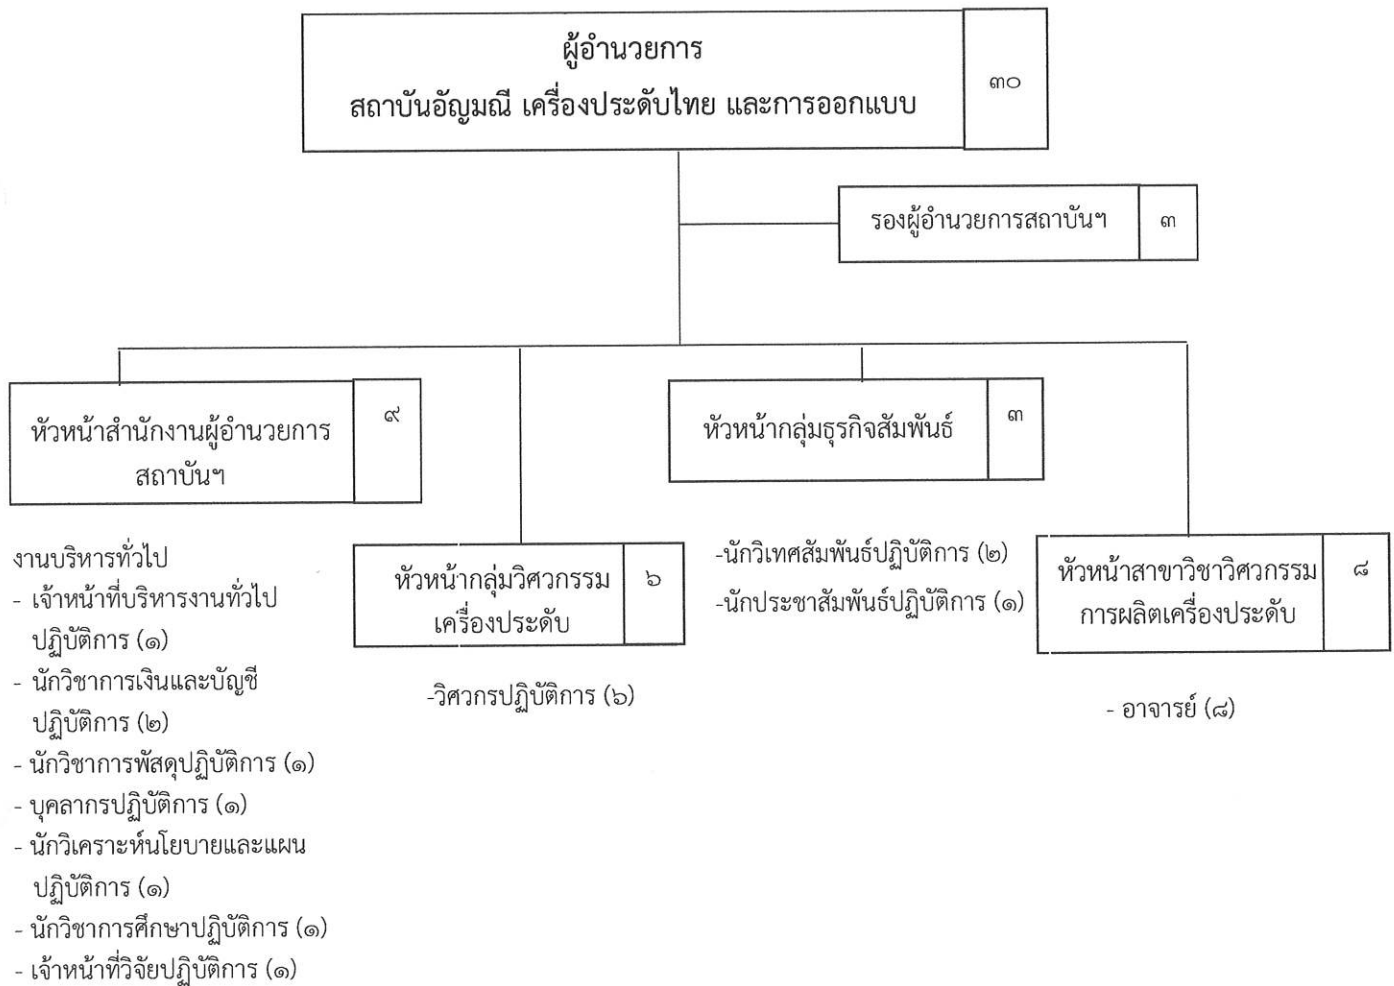 ผู้อำนวยการ
สถาบันอัญมณี เครื่องประดับไทย และการออกแบบ
๓๐
รองผู้อำนวยการสถาบันฯ
๓
หัวหน้าสำนักงานผู้อำนวยการ
สถาบันฯ
๙
งานบริหารทั่วไป
- เจ้าหน้าที่บริหารงานทั่วไป
ปฏิบัติการ (๑)
- นักวิชาการเงินและบัญชี
ปฏิบัติการ (๒)
- นักวิชาการพัสดุปฏิบัติการ (๑)
- บุคลากรปฏิบัติการ (๑)
- นักวิเคราะห์นโยบายและแผน
ปฏิบัติการ (๑)
- นักวิชาการศึกษาปฏิบัติการ (๑)
- เจ้าหน้าที่วิจัยปฏิบัติการ (๑)
หัวหน้ากลุ่มวิศวกรรม
เครื่องประดับ
๖
-วิศวกรปฏิบัติการ (๖)
หัวหน้ากลุ่มธุรกิจสัมพันธ์
๓
-นักวิเทศสัมพันธ์ปฏิบัติการ (๒)
-นักประชาสัมพันธ์ปฏิบัติการ (๑)
หัวหน้าสาขาวิชาวิศวกรรม
การผลิตเครื่องประดับ
๘
- อาจารย์ (๘)